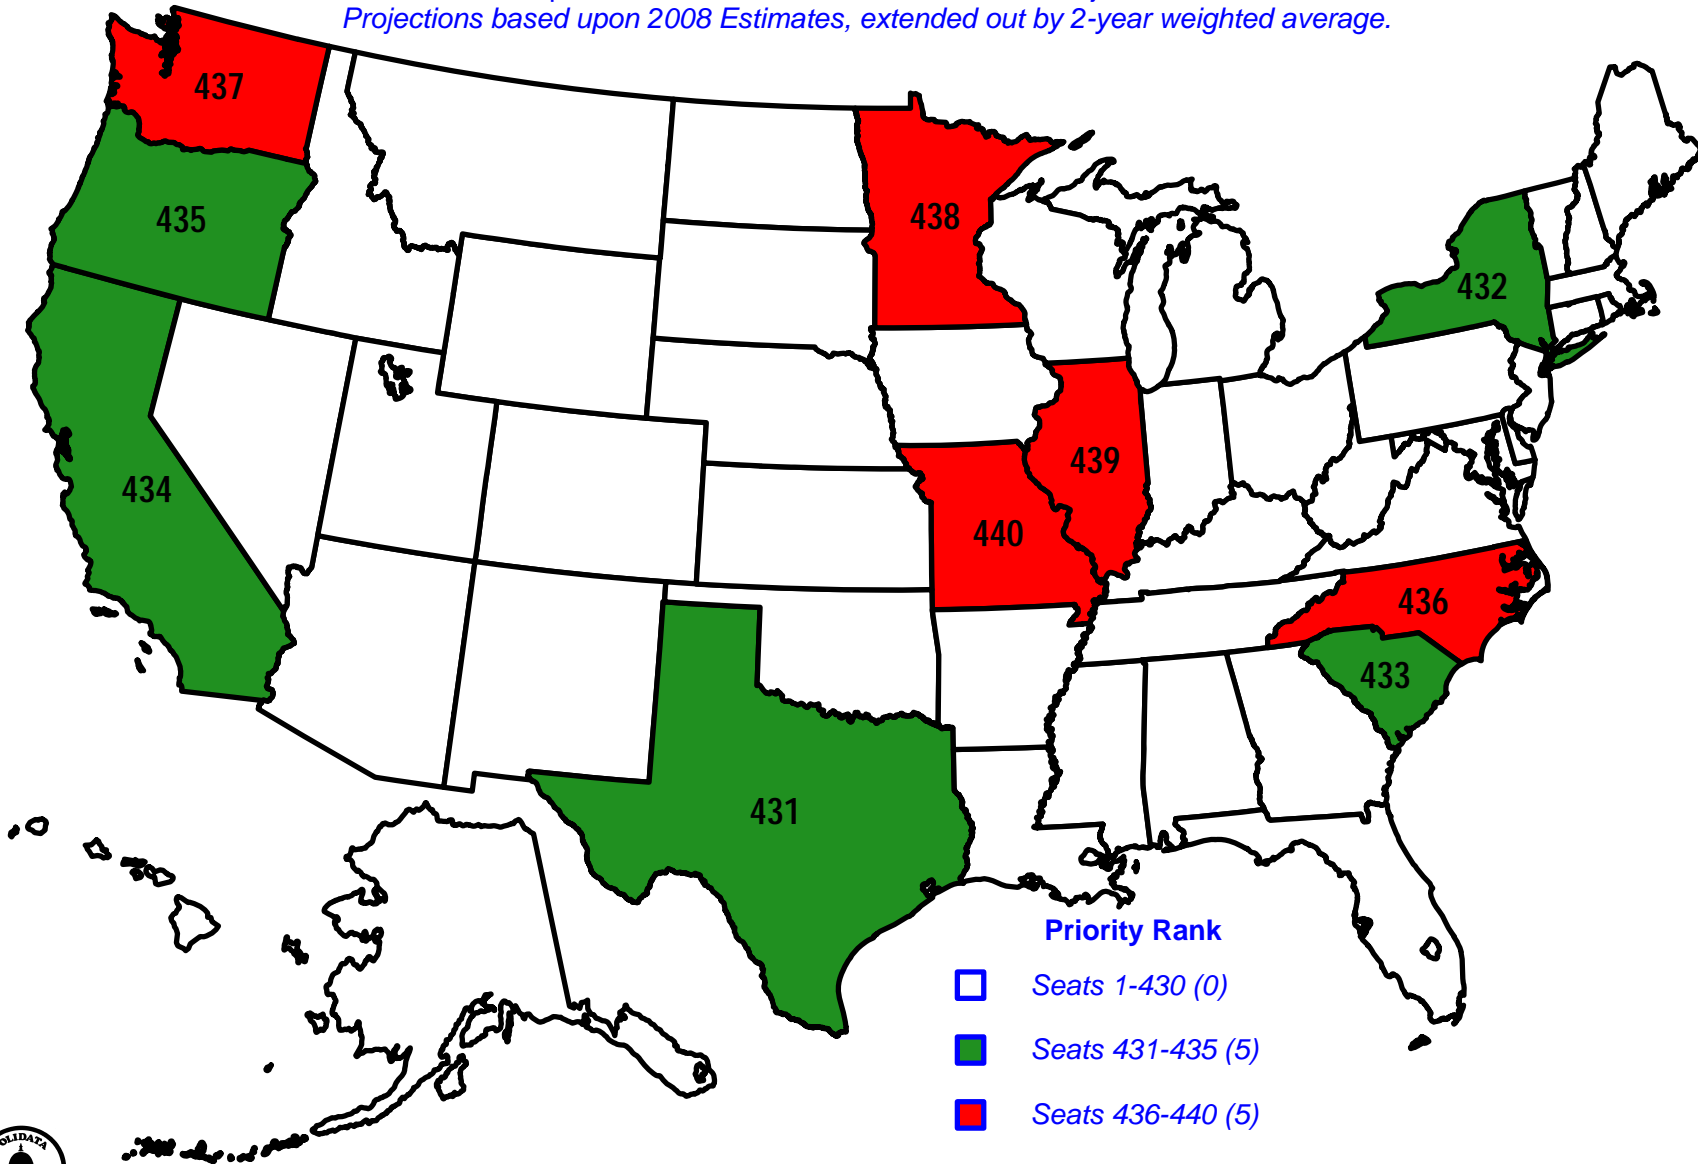 Projections based upon 2008 Estimates, extended out by 2-year weighted average.
437
435
438
432
434
439
440
436
433
431
Priority Rank
Seats 1-430 (0)
Seats 431-435 (5)
Seats 436-440 (5)
OLIDATA